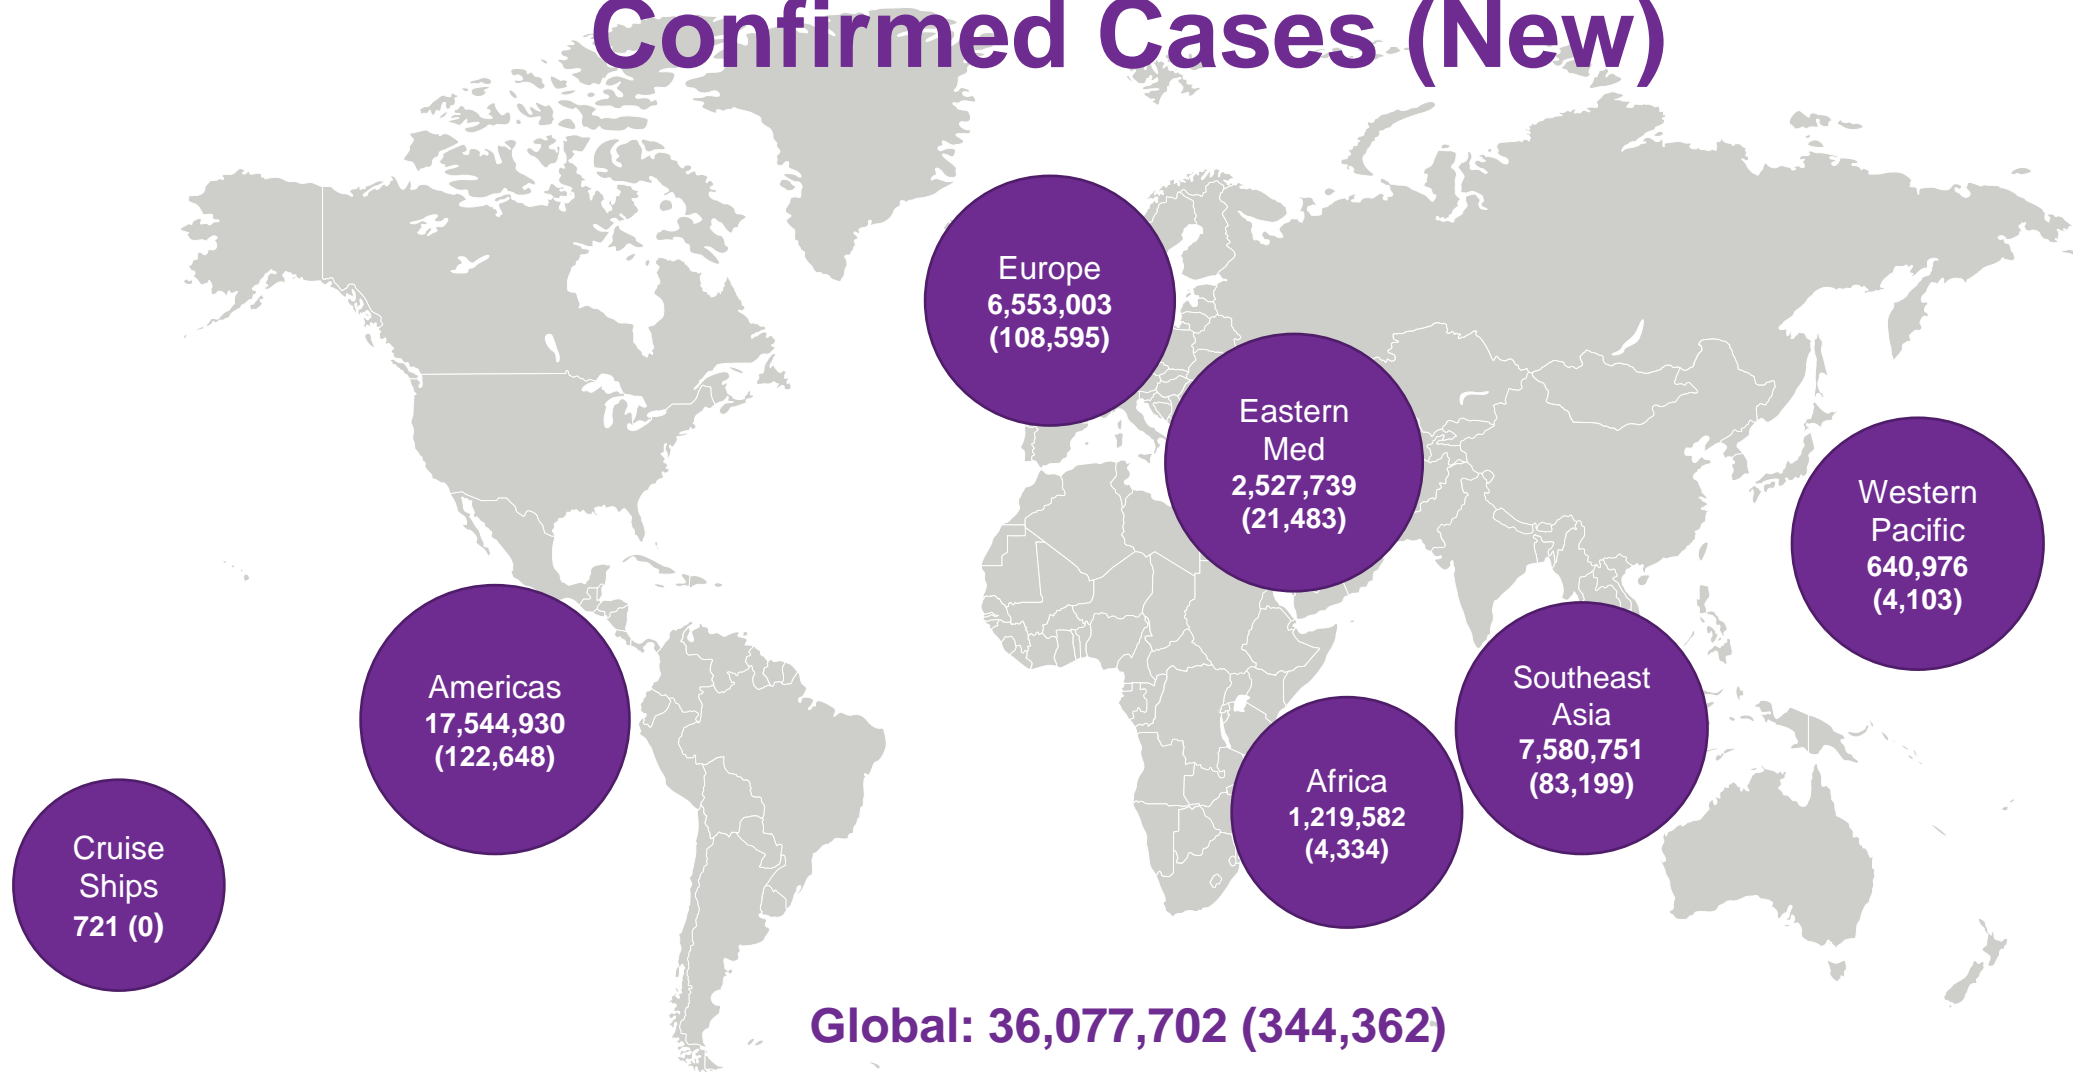 Confirmed Cases (New)
Europe
6,553,003
(108,595)
Eastern
Med
2,527,739
(21,483)
Western
Pacific
640,976
(4,103)
Americas
17,544,930
(122,648)
Southeast
Asia
7,580,751
(83,199)
Africa
1,219,582
(4,334)
Cruise
Ships
721 (0)
Global: 36,077,702 (344,362)